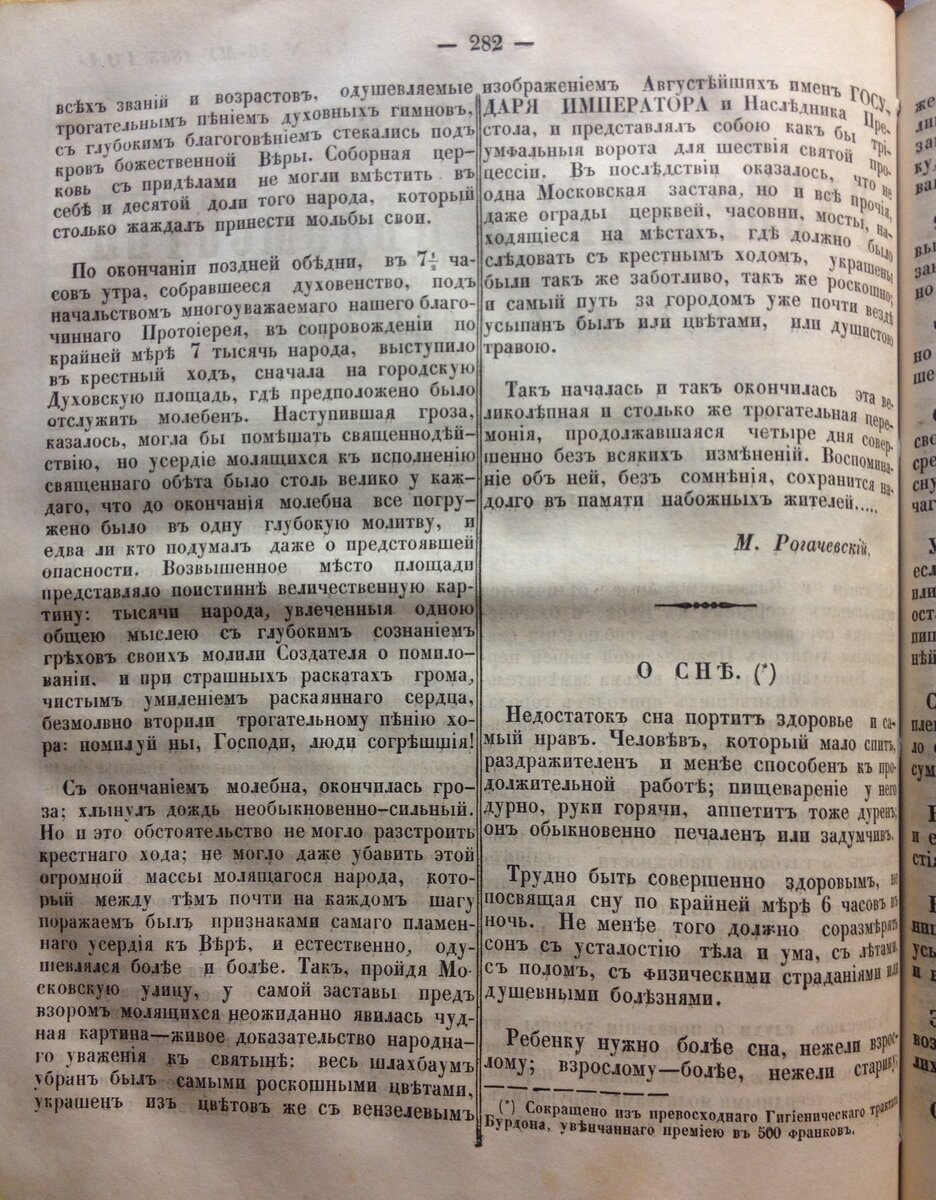 — 282 —
всѣхъ званій и возрастовъ, одушевляемые
трогательнымъ пѣніемъ духовныхъ гимновъ,
съ глубокимъ благоговѣніемъ стекались подъ
кровъ божественной Вѣры. Соборная цер-
ковь съ придѣлами не могли вмѣстить въ
себѣ и десятой доли того народа, который
столько жаждалъ принести мольбы свои.
По окончаніи поздней обѣдни, въ 7½ ча-
совъ утра, собравшееся духовенство, подъ
начальствомъ многоуважаемаго нашего благо-
чиннаго Протоіерея, въ сопровожденіи по
крайней мѣрѣ 7 тысячь народа, выступило
въ крестный ходъ, сначала на городскую
Духовскую площадь, гдѣ предположено было
отслужить молебенъ. Наступившая гроза,
казалось, могла бы помѣшать священнодѣй-
ствію, но усердіе молящихся къ исполненію
священнаго обѣта было столь велико у каж-
даго, что до окончанія молебна все погру-
жено было въ одну глубокую молитву, и
едва ли кто подумалъ даже о предстоявшей
опасности. Возвышенное мѣсто площади
представляло поистиннѣ величественную кар-
тину: тысячи народа, увлеченныя одною
общею мыслею съ глубокимъ сознаніемъ
грѣховъ своихъ молили Создателя о помило-
ваніи. и при страшныхъ раскатахъ грома,
чистымъ умиленіемъ раскаяннаго сердца,
безмолвно вторили трогательному пѣнію хо-
ра: помилуй ны, Господи, люди согрѣшшія!
Съ окончаніемъ молебна, окончилась гро-
за; хлынулъ дождь необыкновенно-сильный.
Но и это обстоятельство не могло разстроить
крестнаго хода; не могло даже убавить этой
огромной массы молящагося народа, кото-
рый между тѣмъ почти на каждомъ шагу
поражаемъ былъ признаками самаго пламен-
наго усердія къ Вѣрѣ, и естественно, оду-
шевлялся болѣе и болѣе. Такъ, пройдя Мо-
сковскую улицу, у самой заставы предъ
взоромъ молящихся неожиданно явилась чуд-
ная картина—живое доказательство народна-
го уваженія къ святынѣ: весь шлахбаумъ
убранъ былъ самыми роскошными цвѣтами,
украшенъ изъ цвѣтовъ же съ вензелевымъ
изображеніемъ Августѣйшихъ именъ ГОСУ-
ДАРЯ ИМПЕРАТОРА и Наслѣдника Пре-
стола, и представлялъ собою какъ бы трі-
умфальныя ворота для шествія святой про-
цессіи. Въ послѣдствіи оказалось, что не
одна Московская застава, но и всѣ прочія,
даже ограды церквей, часовни, мосты, на-
ходящіеся на мѣстахъ, гдѣ должно было
слѣдовать съ крестнымъ ходомъ, украшены
были такъ же заботливо, такъ же роскошно;
и самый путь за городомъ уже почти вездѣ
усыпанъ былъ или цвѣтами, или душистою
травою.
Такъ началась и такъ окончилась эта ве-
ликолѣпная и столько же трогательная цере-
монія, продолжавшаяся четыре дня совер-
шенно безъ всякихъ измѣненій. Воспомина-
ніе объ ней, безъ сомнѣнія, сохранится на-
долго въ памяти набожныхъ жителей.....
М. Рогачевскій,
О СНѢ. (*)
Недостатокъ сна портитъ здоровье и са-
мый нравъ. Человѣвъ, который мало спитъ,
раздражителенъ и менѣе способенъ къ про-
должительной работѣ; пищевареніе у него
дурно, руки горячи, аппетитъ тоже дуренъ;
онъ обыкновенно печаленъ или задумчивъ.
Трудно быть совершенно здоровымъ, не
посвящая сну по крайней мѣрѣ 6 часовъ въ
ночь. Не менѣе того должно соразмѣрять
сонъ съ усталостію тѣла и ума, съ лѣтами,
съ поломъ, съ физическими страданіями или
душевными болѣзнями.
Ребенку нужно болѣе сна, нежели взрос-
лому; взрослому—болѣе, нежели старику;
(*) Сокращено изъ превосходнаго Гигіеническаго трактата
Бурдона, увѣнчаннаго преміею въ 500 франковъ.